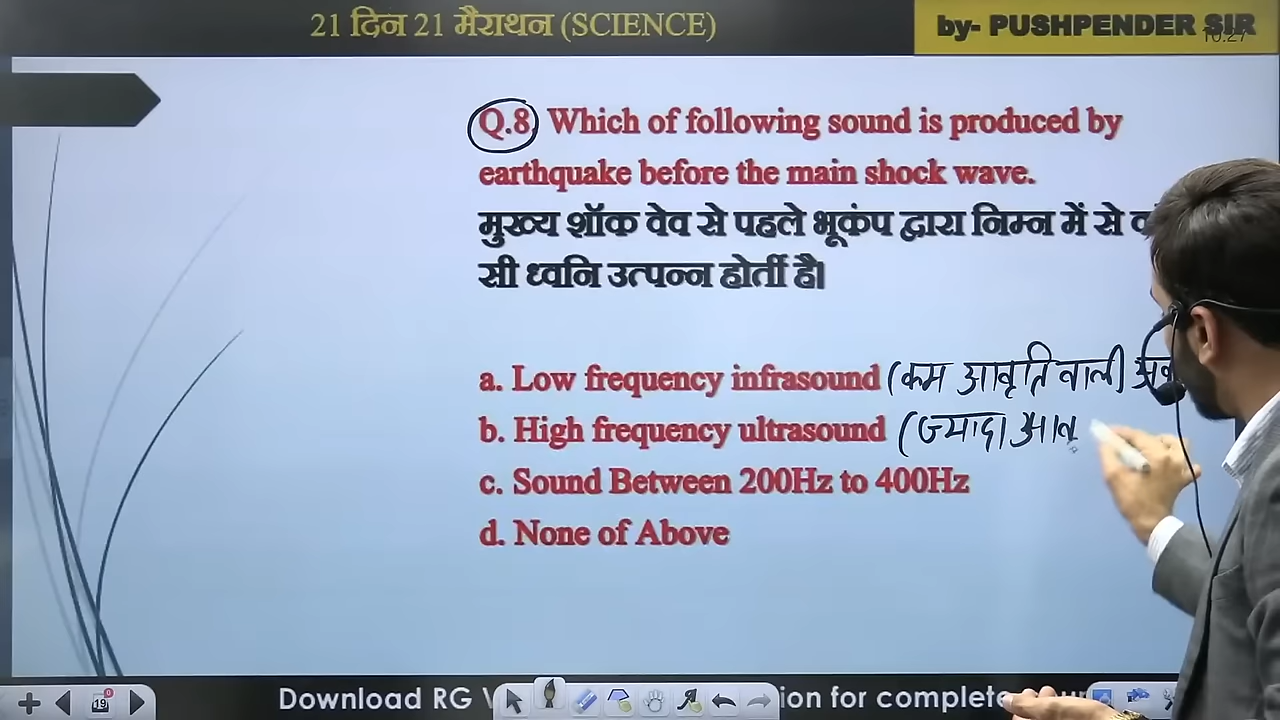 21 दिन 21 मैराथन (SCIENCE)
by- PUSHPENDER SIR
Q.8. Which of following sound is produced by
earthquake before the main shock wave.
मुख्य शॉक वेव से पहले भूकंप द्वारा निम्न में से
सी ध्वनि उत्पन्न होर्ती है।
a. Low frequency infrasound (कम आवृति वाली)
b. High frequency ultrasound (ज्यादा आवृ
c. Sound Between 200Hz to 400Hz
d. None of Above
19
Download RG for complete